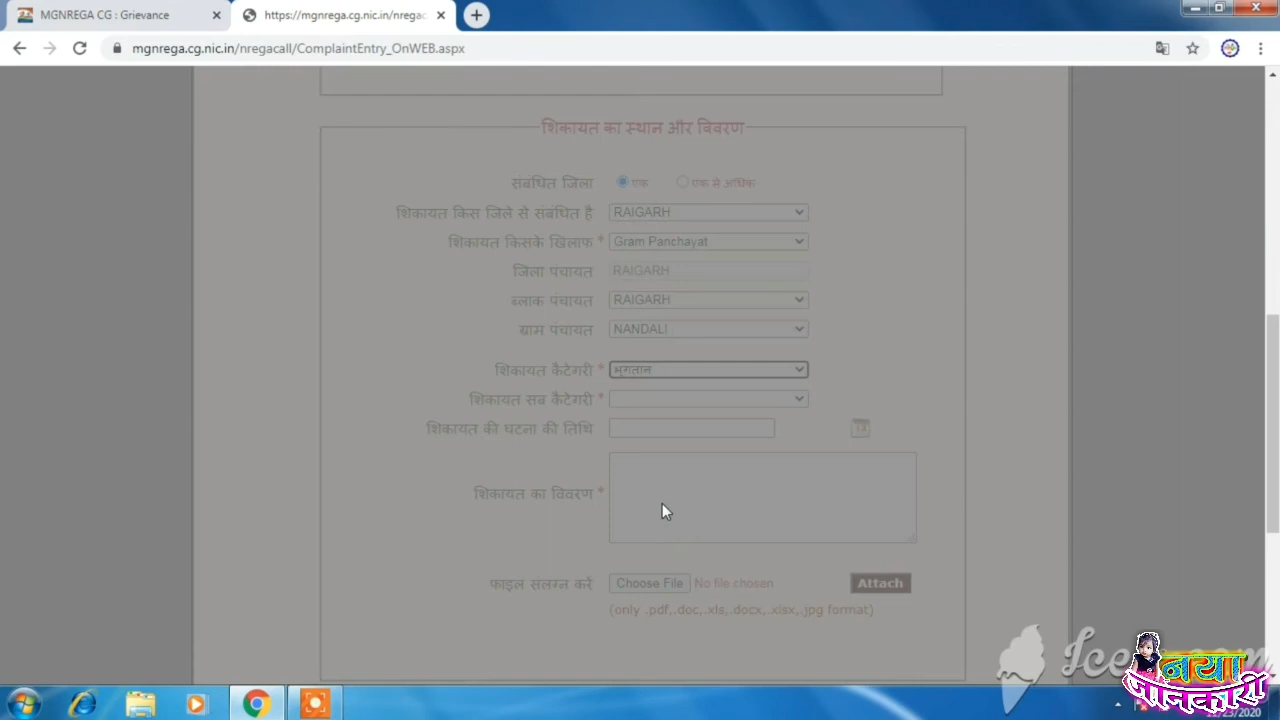 MGNREGA CG : Grievance
https://mgnrega.cg.nic.in/nregac
mgnrega.cg.nic.in/nregacall/ComplaintEntry_OnWEB.aspx
शिकायत का स्थान और विवरण
संबंधित जिला एक एक से अधिक
शिकायत किस जिले से संबंधित है RAIGARH
शिकायत किसके खिलाफ * Gram Panchayat
जिला पंचायत RAIGARH
ब्लाक पंचायत RAIGARH
ग्राम पंचायत NANDALI
शिकायत कैटेगरी * भुगतान
शिकायत सब कैटेगरी *
शिकायत की घटना की तिथि
शिकायत का विवरण *
फाइल सलग्न करें Choose File No file chosen Attach
(only .pdf,.doc,.xls,.docx,.xlsx,.jpg format)
नया
जानकारी